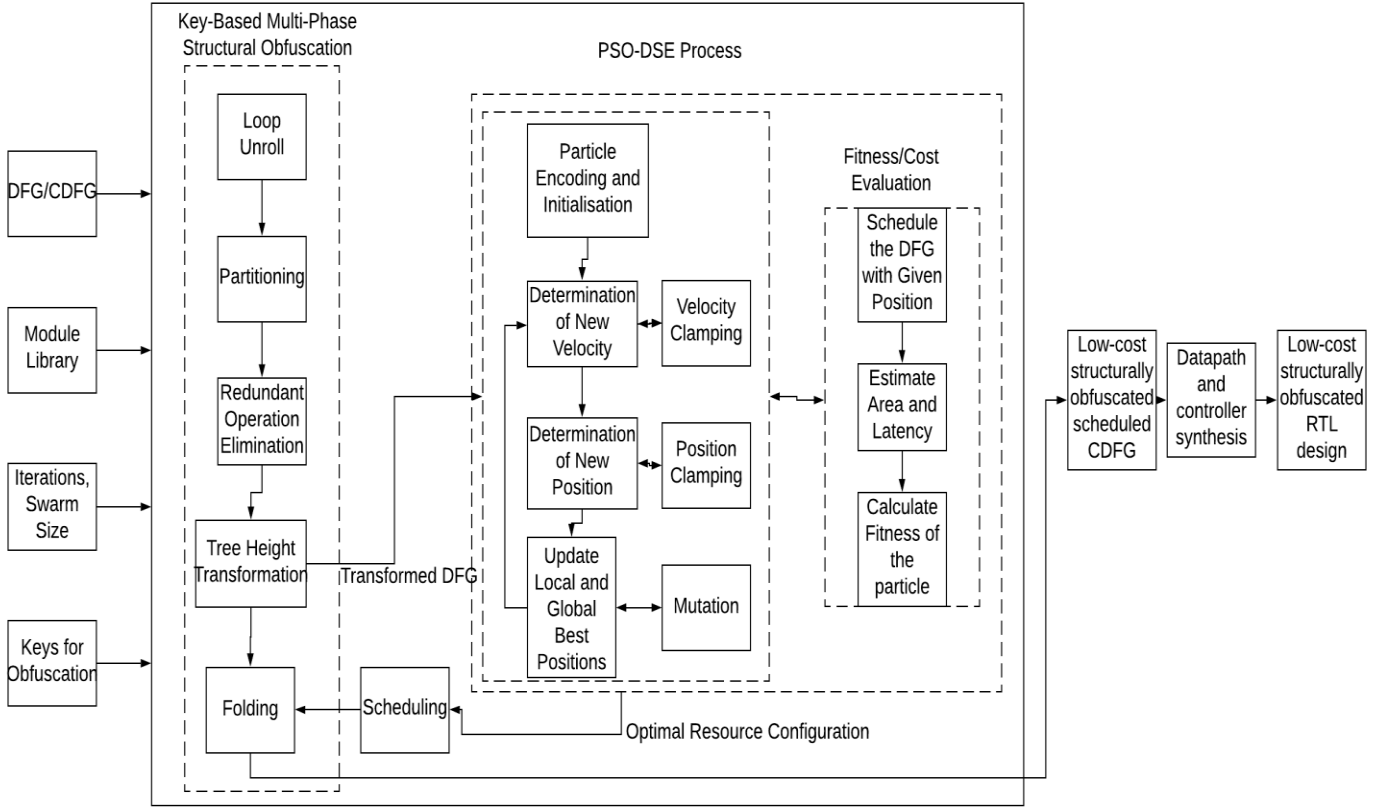 Key-Based Multi-Phase
Structural Obfuscation
PSO-DSE Process
Loop
Unroll
Partitioning
Redundant
Operation
Elimination
Tree Height
Transformation
Transformed DFG
Folding
Scheduling
Optimal Resource Configuration
DFG/CDFG
Module
Library
Iterations,
Swarm
Size
Keys for
Obfuscation
Particle
Encoding and
Initialisation
Determination
of New
Velocity
Velocity
Clamping
Determination
of New
Position
Position
Clamping
Update
Local and
Global
Best
Positions
Mutation
Fitness/Cost
Evaluation
Schedule
the DFG
with Given
Position
Estimate
Area and
Latency
Calculate
Fitness of
the
particle
Low-cost
structurally
obfuscated
scheduled
CDFG
Datapath
and
controller
synthesis
Low-cost
structurally
obfuscated
RTL
design